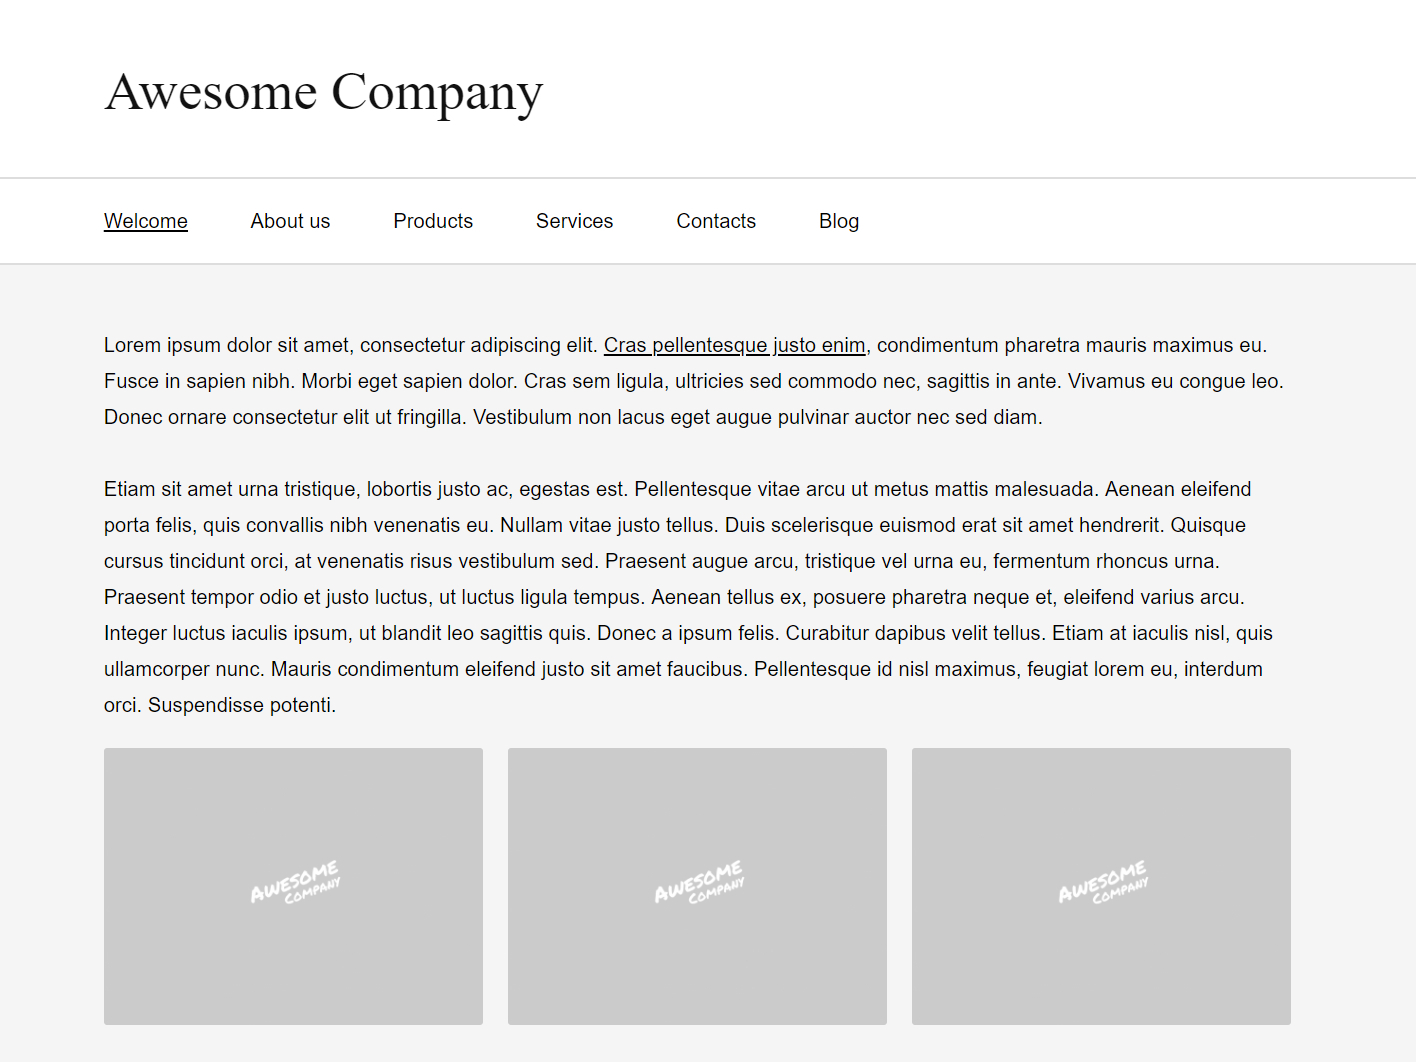 Awesome Company
Welcome About us Products Services Contacts Blog
Lorem ipsum dolor sit amet, consectetur adipiscing elit. Cras pellentesque justo enim, condimentum pharetra mauris maximus eu.
Fusce in sapien nibh. Morbi eget sapien dolor. Cras sem ligula, ultricies sed commodo nec, sagittis in ante. Vivamus eu congue leo.
Donec ornare consectetur elit ut fringilla. Vestibulum non lacus eget augue pulvinar auctor nec sed diam.
Etiam sit amet urna tristique, lobortis justo ac, egestas est. Pellentesque vitae arcu ut metus mattis malesuada. Aenean eleifend
porta felis, quis convallis nibh venenatis eu. Nullam vitae justo tellus. Duis scelerisque euismod erat sit amet hendrerit. Quisque
cursus tincidunt orci, at venenatis risus vestibulum sed. Praesent augue arcu, tristique vel urna eu, fermentum rhoncus urna.
Praesent tempor odio et justo luctus, ut luctus ligula tempus. Aenean tellus ex, posuere pharetra neque et, eleifend varius arcu.
Integer luctus iaculis ipsum, ut blandit leo sagittis quis. Donec a ipsum felis. Curabitur dapibus velit tellus. Etiam at iaculis nisl, quis
ullamcorper nunc. Mauris condimentum eleifend justo sit amet faucibus. Pellentesque id nisl maximus, feugiat lorem eu, interdum
orci. Suspendisse potenti.
AWESOME
COMPANY
AWESOME
COMPANY
AWESOME
COMPANY